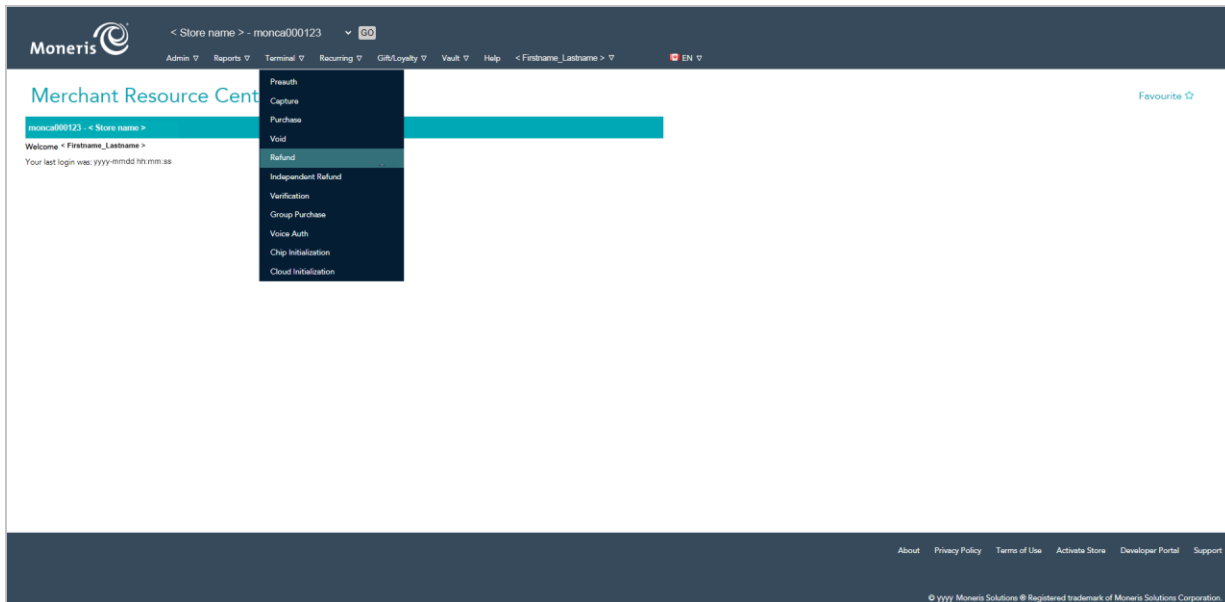 Moneris
< Store name > - monca000123 GO
Admin Reports Terminal Recurring Gift/Loyalty Vault Help < Firstname_Lastname > EN
Merchant Resource Cent
Favourite
Preauth
Capture
Purchase
Void
Refund
Independent Refund
Verification
Group Purchase
Voice Auth
Chip Initialization
Cloud Initialization
monca000123 - < Store name >
Welcome < Firstname_Lastname >
Your last login was: yyyy-mmdd hh:mm:ss
About Privacy Policy Terms of Use Activate Store Developer Portal Support
© yyyy Moneris Solutions ® Registered trademark of Moneris Solutions Corporation.